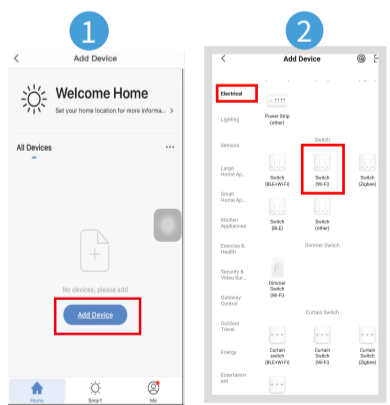 1
Add Device
Welcome Home
Set your home location for more informa... >
All Devices
...
No devices, please add
Add Device
Home
Smart
Me
2
Add Device
Electrical
Lighting
Sensors
Large
Home Ap...
Small
Home Ap...
Kitchen
Appliances
Exercise &
Health
Security &
Video Sur...
Gateway
Control
Outdoor
Travel
Energy
Entertainm
ent
Power Strip
(other)
Switch
Switch
(BLE+Wi-Fi)
Switch
(Wi-Fi)
Switch
(Zigbee)
Switch
(BLE)
Switch
(other)
Dimmer Switch
Dimmer
Switch
(Wi-Fi)
Curtain Switch
Curtain
switch
(BLE+WiFi)
Curtain
Switch
(Wi-Fi)
Curtain
Switch
(Zigbee)